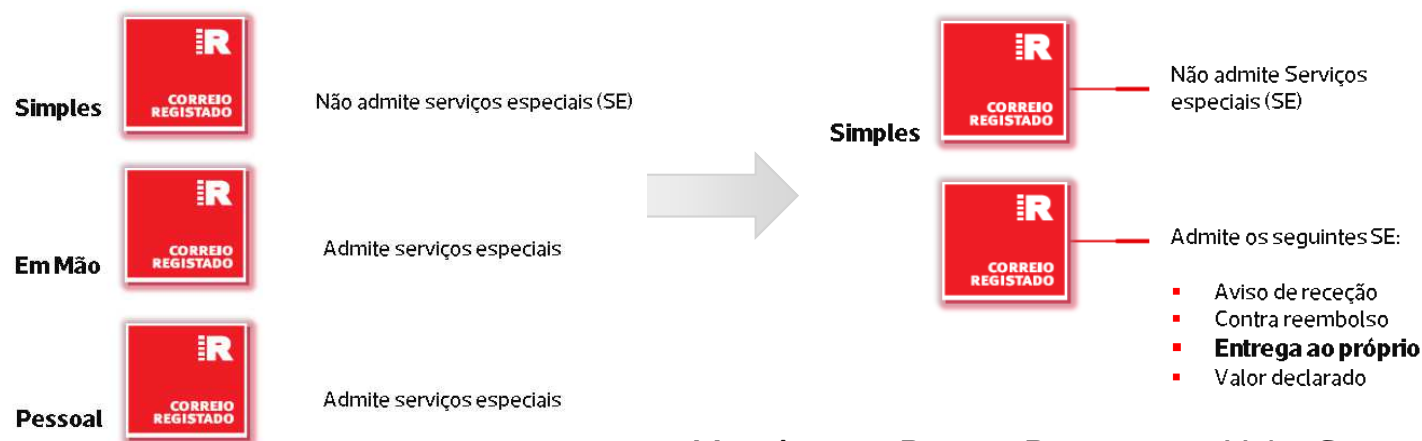 R
CORREIO
REGISTADO
Simples
Não admite serviços especiais (SE)
R
CORREIO
REGISTADO
Em Mão
Admite serviços especiais
R
CORREIO
REGISTADO
Pessoal
Admite serviços especiais
Simples
R
CORREIO
REGISTADO
Não admite Serviços
especiais (SE)
R
CORREIO
REGISTADO
Admite os seguintes SE:
▪ Aviso de receção
▪ Contra reembolso
▪ Entrega ao próprio
▪ Valor declarado